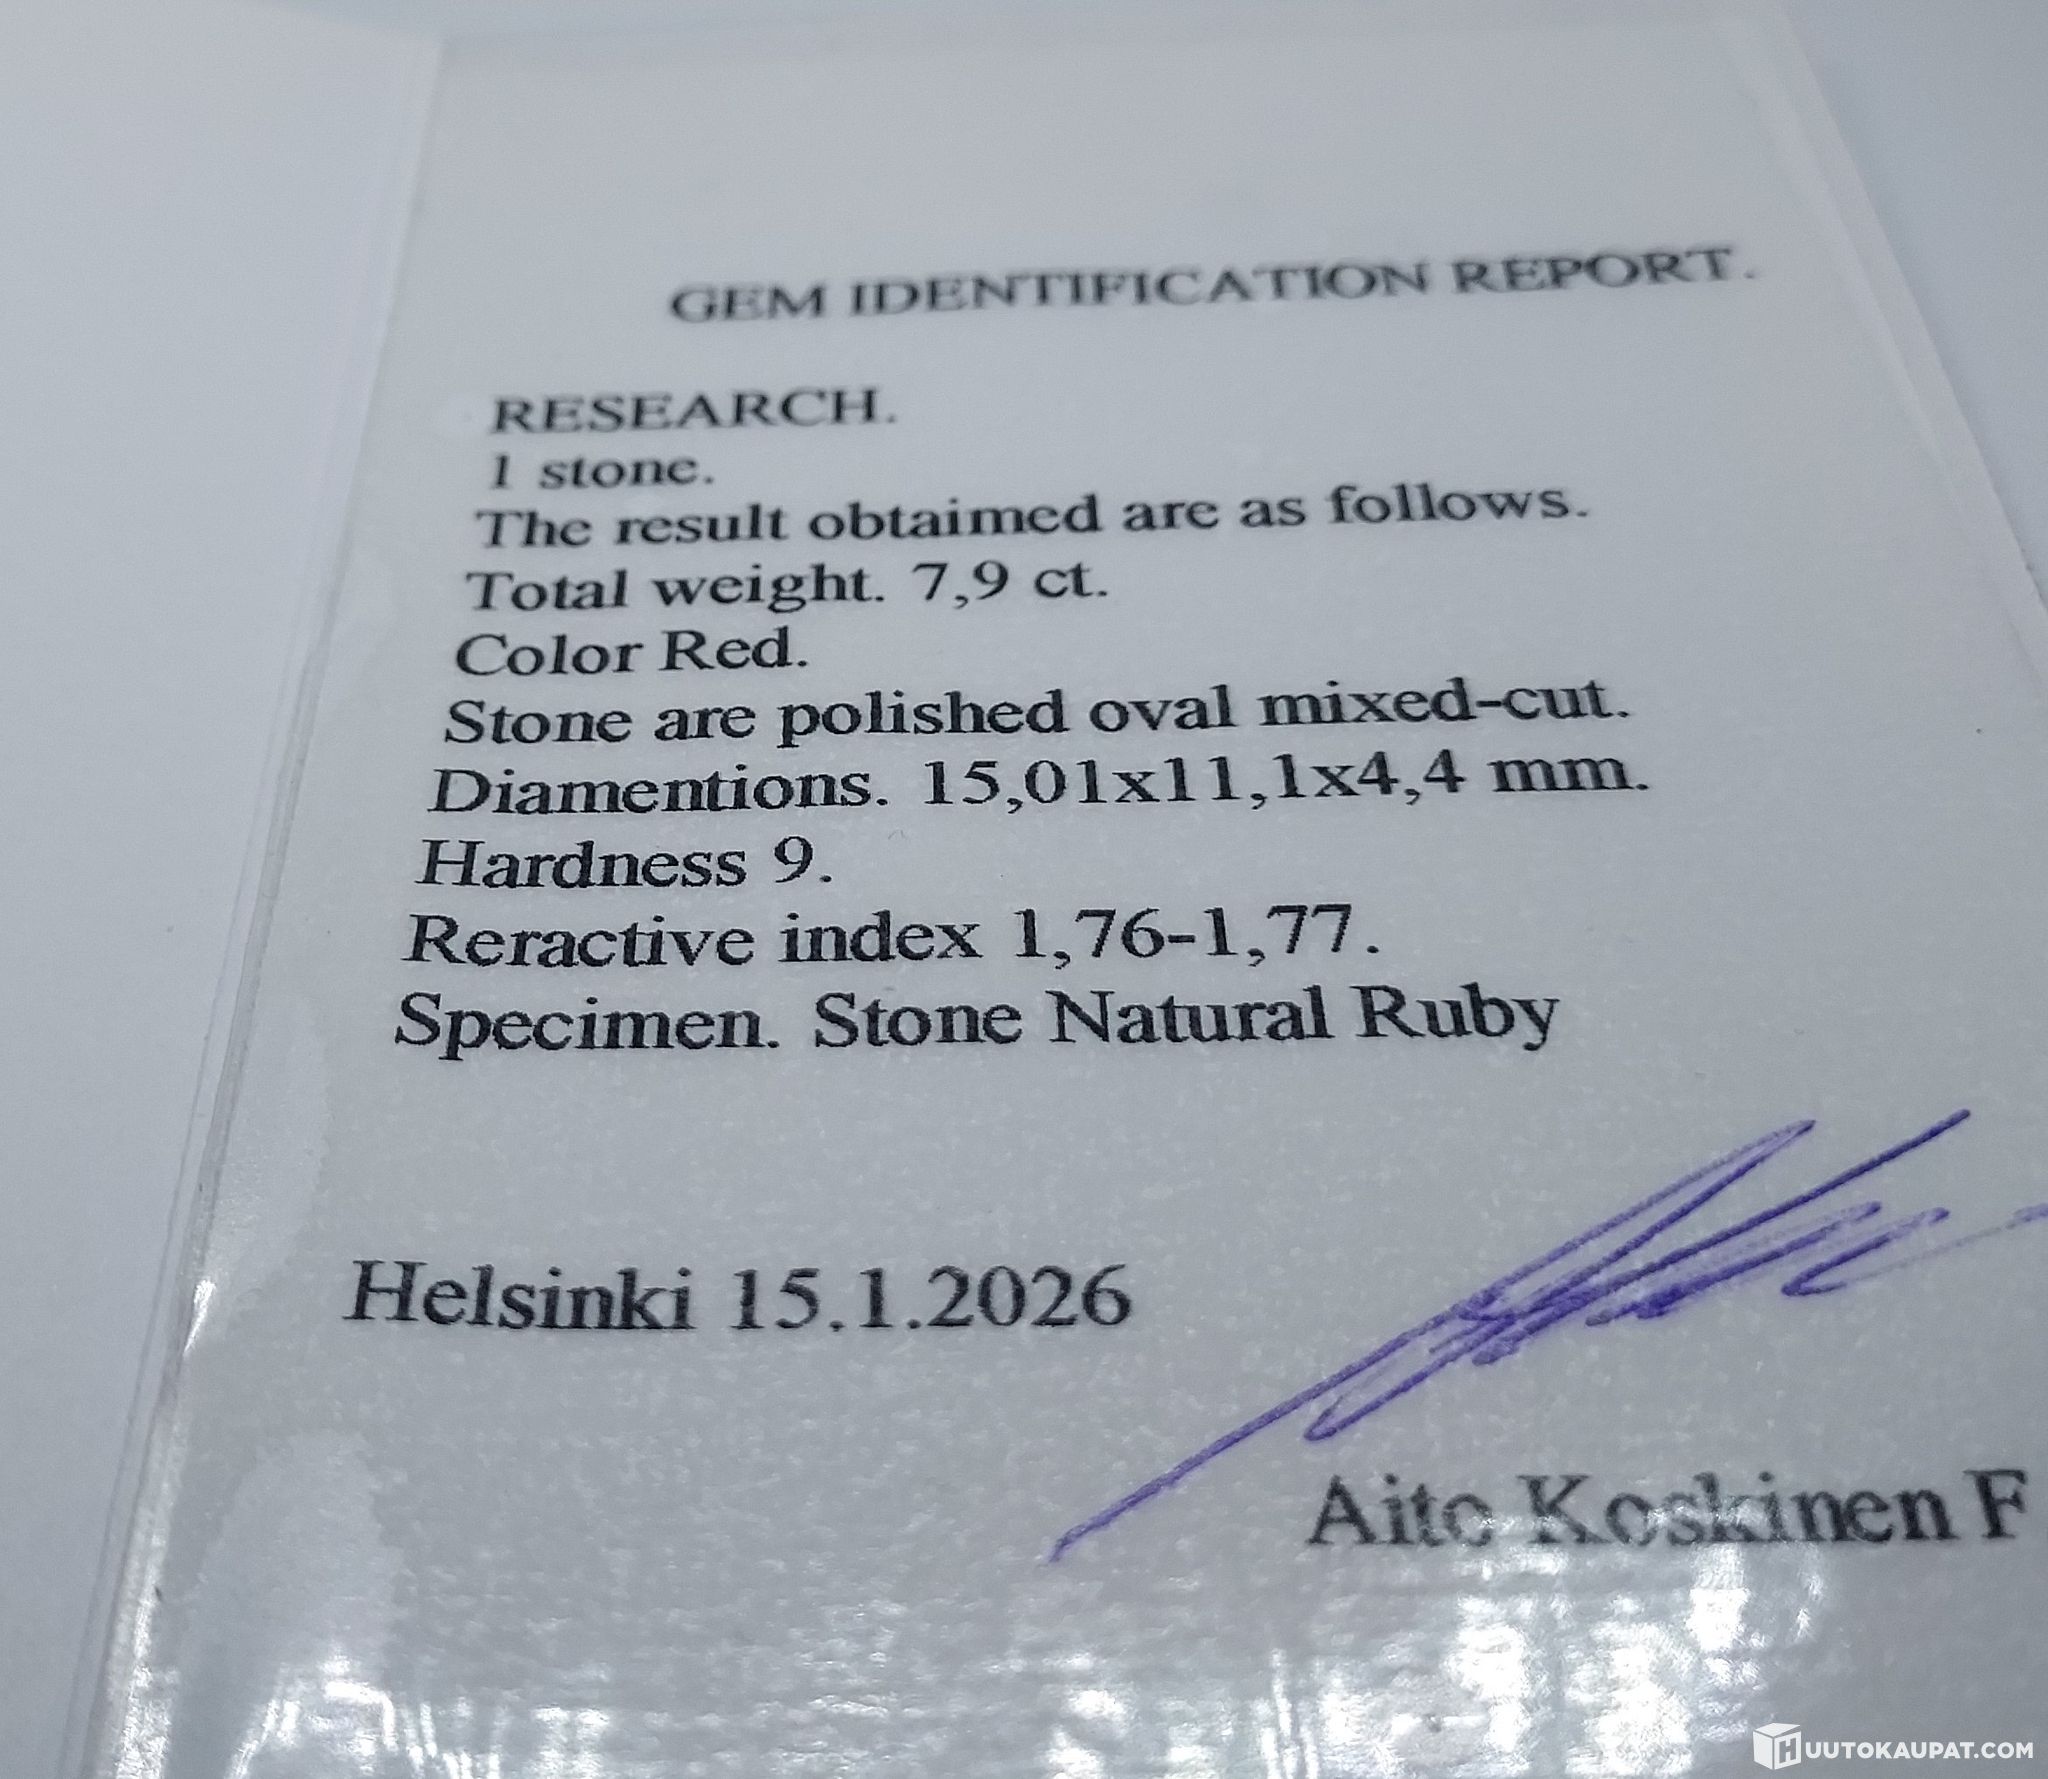 GEM IDENTIFICATION REPORT.
RESEARCH.
1 stone.
The result obtaimed are as follows.
Total weight. 7,9 ct.
Color Red.
Stone are polished oval mixed-cut.
Diamentions. 15,01x11,1x4,4 mm.
Hardness 9.
Reractive index 1,76-1,77.
Specimen. Stone Natural Ruby
Helsinki 15.1.2026
Aito Koskinen F
HUUTOKAUPAT.COM